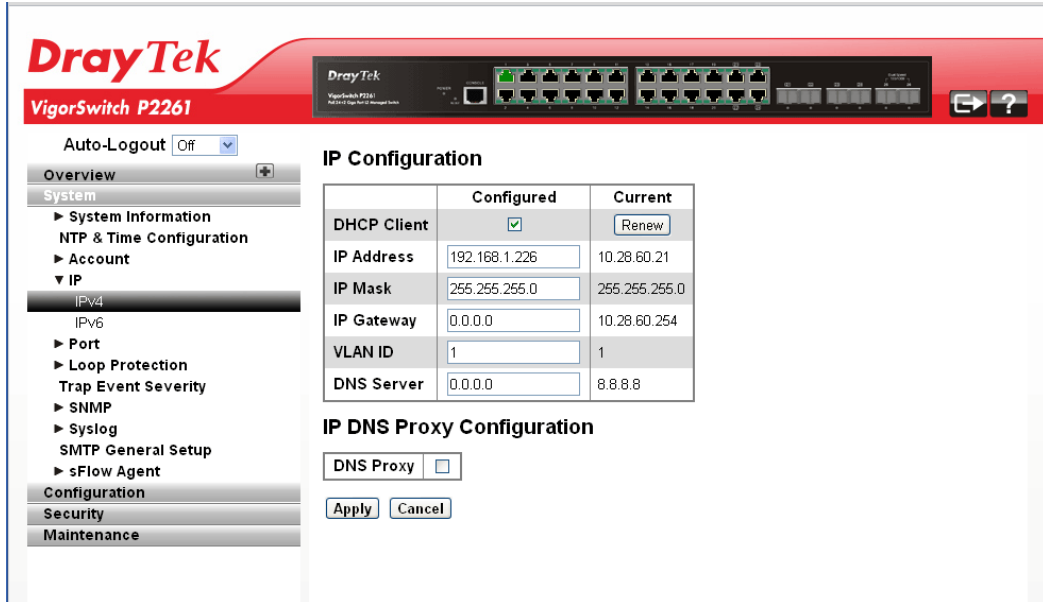 DrayTek
VigorSwitch P2261
DrayTek
VigorSwitch P2261
Auto-Logout Off
Overview
System
System Information
NTP & Time Configuration
Account
IP
IPv4
IPv6
Port
Loop Protection
Trap Event Severity
SNMP
Syslog
SMTP General Setup
sFlow Agent
Configuration
Security
Maintenance
IP Configuration
Configured Current
DHCP Client Renew
IP Address 192.168.1.226 10.28.60.21
IP Mask 255.255.255.0 255.255.255.0
IP Gateway 0.0.0.0 10.28.60.254
VLAN ID 1 1
DNS Server 0.0.0.0 8.8.8.8
IP DNS Proxy Configuration
DNS Proxy
Apply Cancel